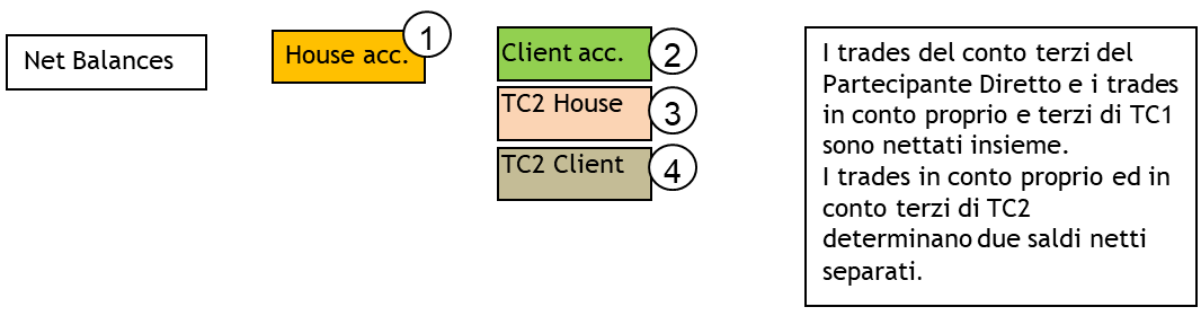 Net Balances
House acc.
1
Client acc.
2
TC2 House
3
TC2 Client
4
I trades del conto terzi del
Partecipante Diretto e i trades
in conto proprio e terzi di TC1
sono nettati insieme.
I trades in conto proprio ed in
conto terzi di TC2
determinano due saldi netti
separati.